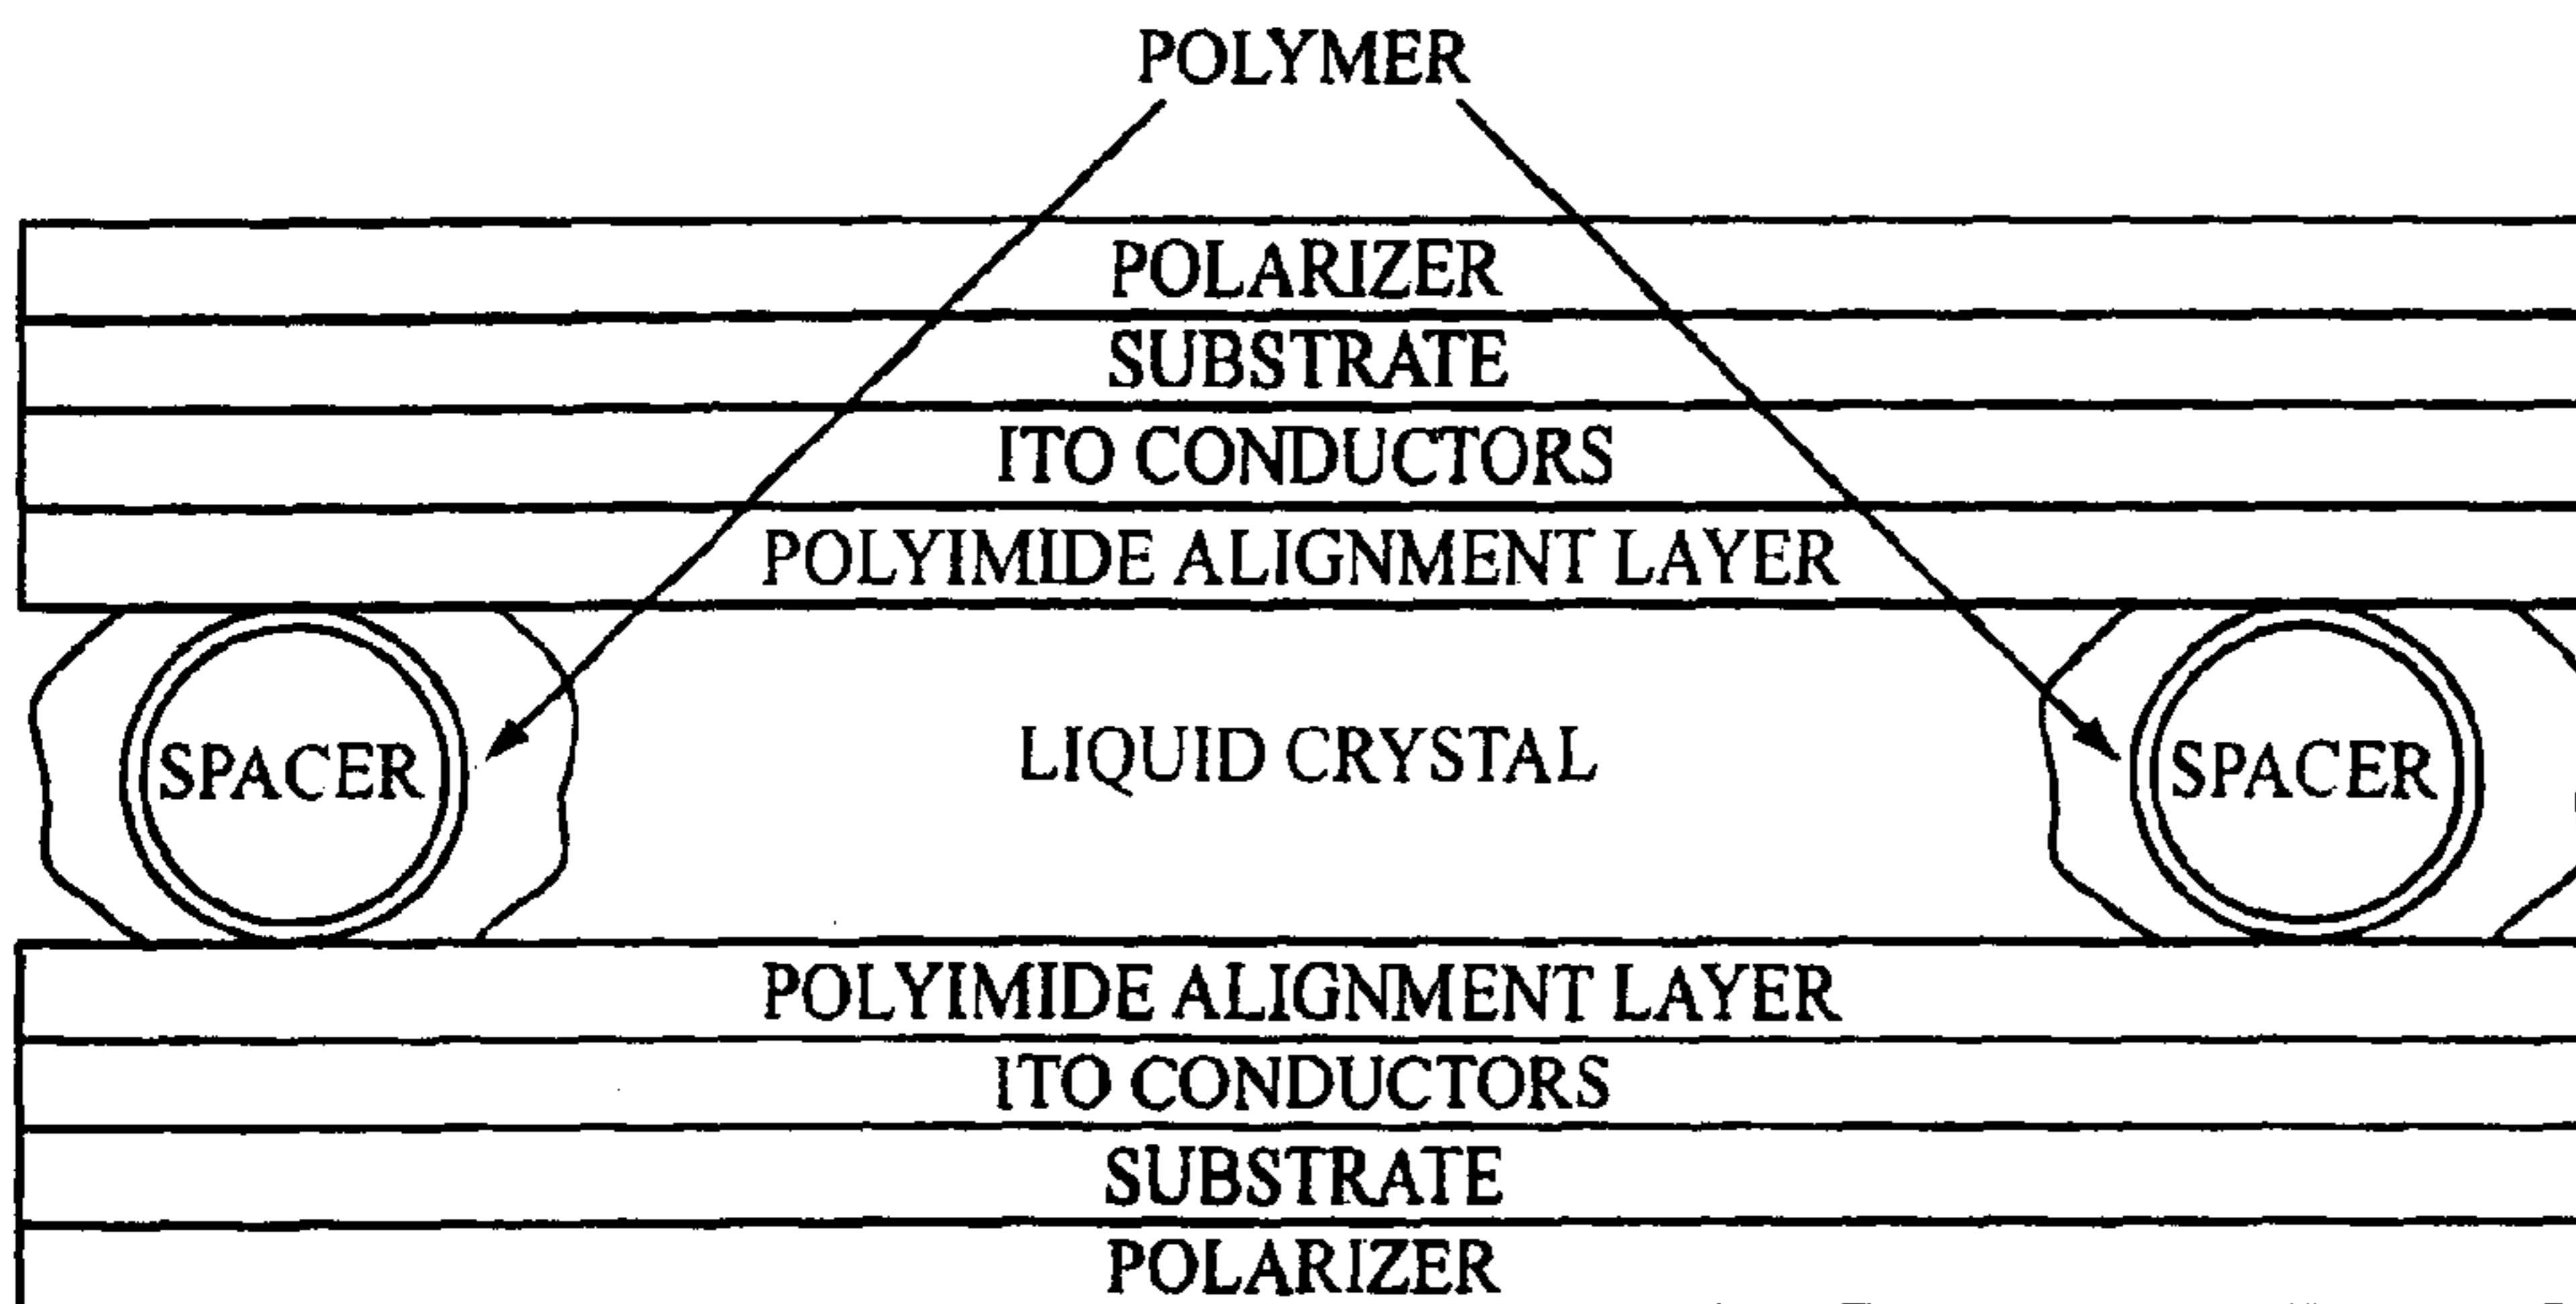 POLYMER
POLARIZER
SUBSTRATE
ITO CONDUCTORS
POLYIMIDE ALIGNMENT LAYER
SPACER LIQUID CRYSTAL SPACER
POLYIMIDE ALIGNMENT LAYER
ITO CONDUCTORS
SUBSTRATE
POLARIZER